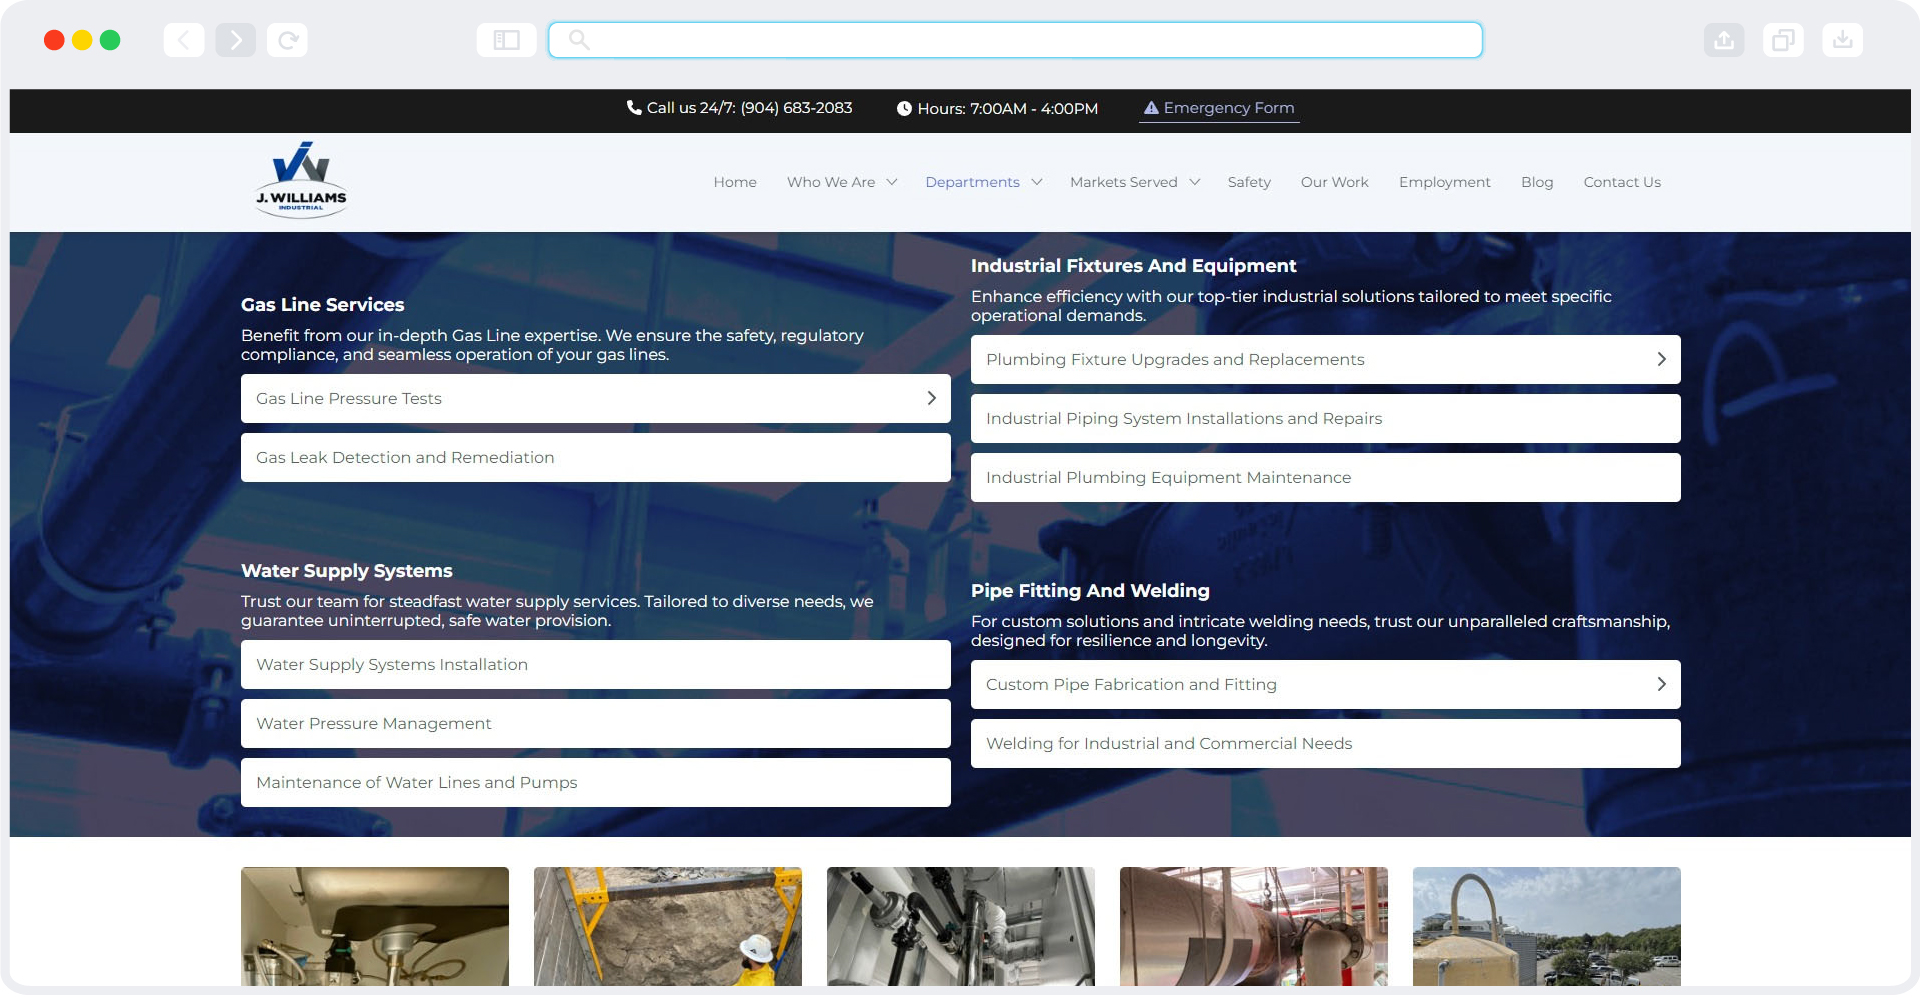 Call us 24/7: (904) 683-2083
Hours: 7:00AM - 4:00PM
Emergency Form
J. WILLIAMS
INDUSTRIAL
Home
Who We Are
Departments
Markets Served
Safety
Our Work
Employment
Blog
Contact Us
Gas Line Services
Benefit from our in-depth Gas Line expertise. We ensure the safety, regulatory
compliance, and seamless operation of your gas lines.
Gas Line Pressure Tests
Gas Leak Detection and Remediation
Industrial Fixtures And Equipment
Enhance efficiency with our top-tier industrial solutions tailored to meet specific
operational demands.
Plumbing Fixture Upgrades and Replacements
Industrial Piping System Installations and Repairs
Industrial Plumbing Equipment Maintenance
Water Supply Systems
Trust our team for steadfast water supply services. Tailored to diverse needs, we
guarantee uninterrupted, safe water provision.
Water Supply Systems Installation
Water Pressure Management
Maintenance of Water Lines and Pumps
Pipe Fitting And Welding
For custom solutions and intricate welding needs, trust our unparalleled craftsmanship,
designed for resilience and longevity.
Custom Pipe Fabrication and Fitting
Welding for Industrial and Commercial Needs